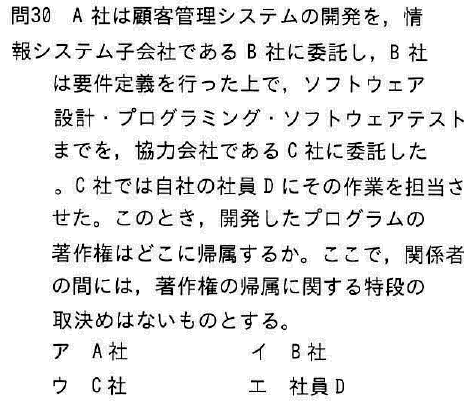 問30　A社は顧客管理システムの開発を，情
報システム子会社であるB社に委託し，B社
は要件定義を行った上で，ソフトウェア
設計・プログラミング・ソフトウェアテスト
までを，協力会社であるC社に委託した
。C社では自社の社員Dにその作業を担当さ
せた。このとき，開発したプログラムの
著作権はどこに帰属するか。ここで，関係者
の間には，著作権の帰属に関する特段の
取決めはないものとする。
ア　A社　　　　イ　B社
ウ　C社　　　　エ　社員D